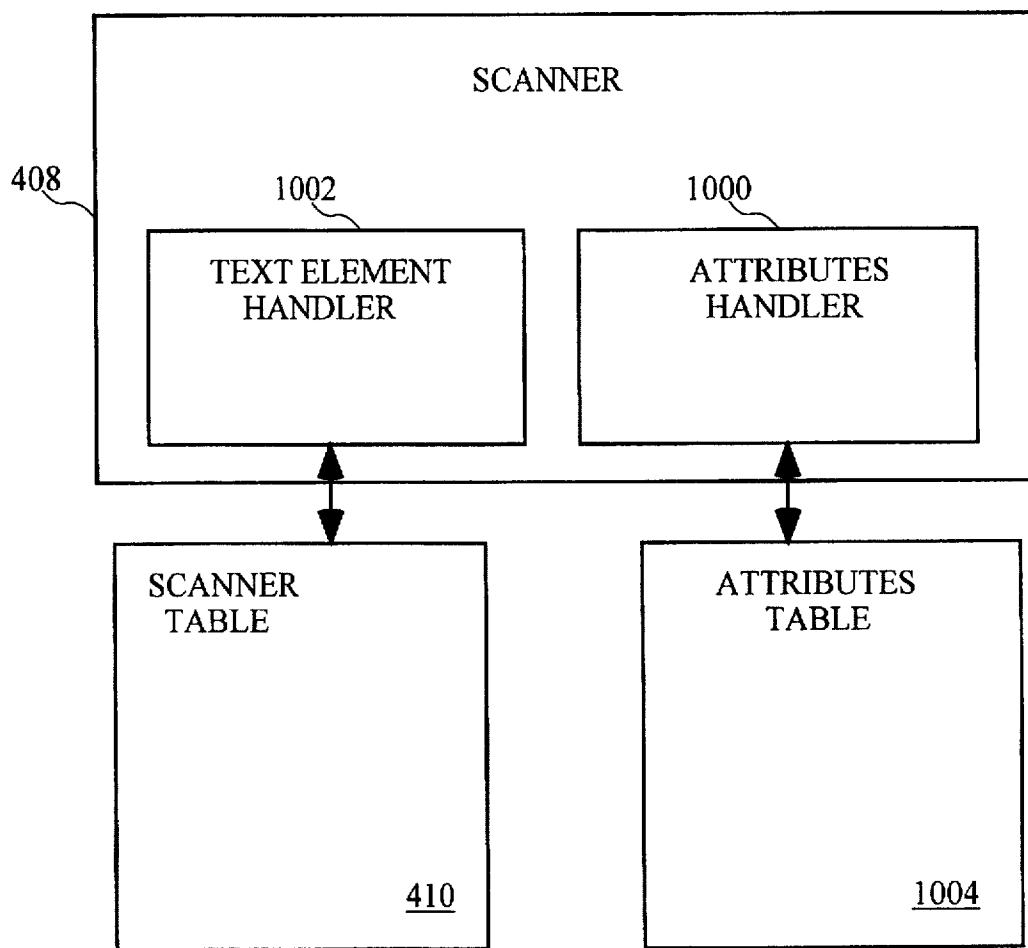 SCANNER
408
1002
1000
TEXT ELEMENT
HANDLER
ATTRIBUTES
HANDLER
SCANNER
TABLE
ATTRIBUTES
TABLE
410
1004